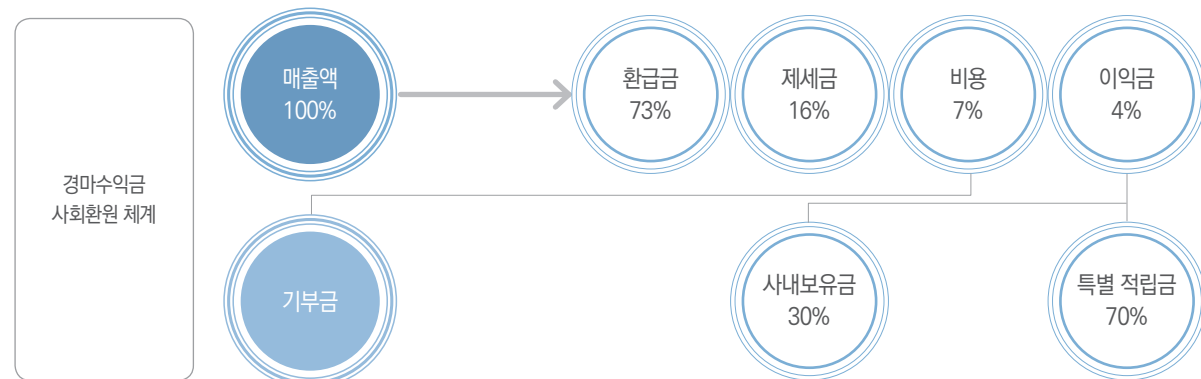 경마수익금
사회환원 체계
매출액
100%
환급금
73%
제세금
16%
비용
7%
이익금
4%
기부금
사내보유금
30%
특별 적립금
70%